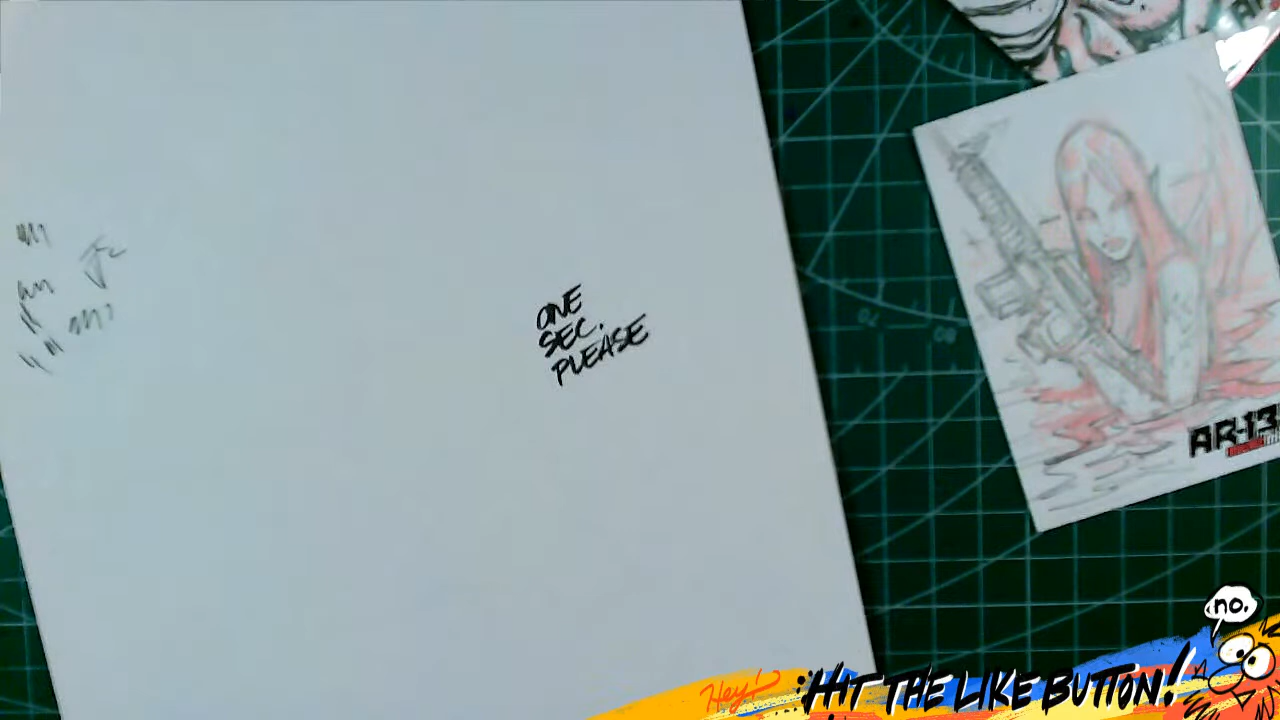 ONE
SEC.
PLEASE
AR-13
no.
Hey!
HIT THE LIKE BUTTON!